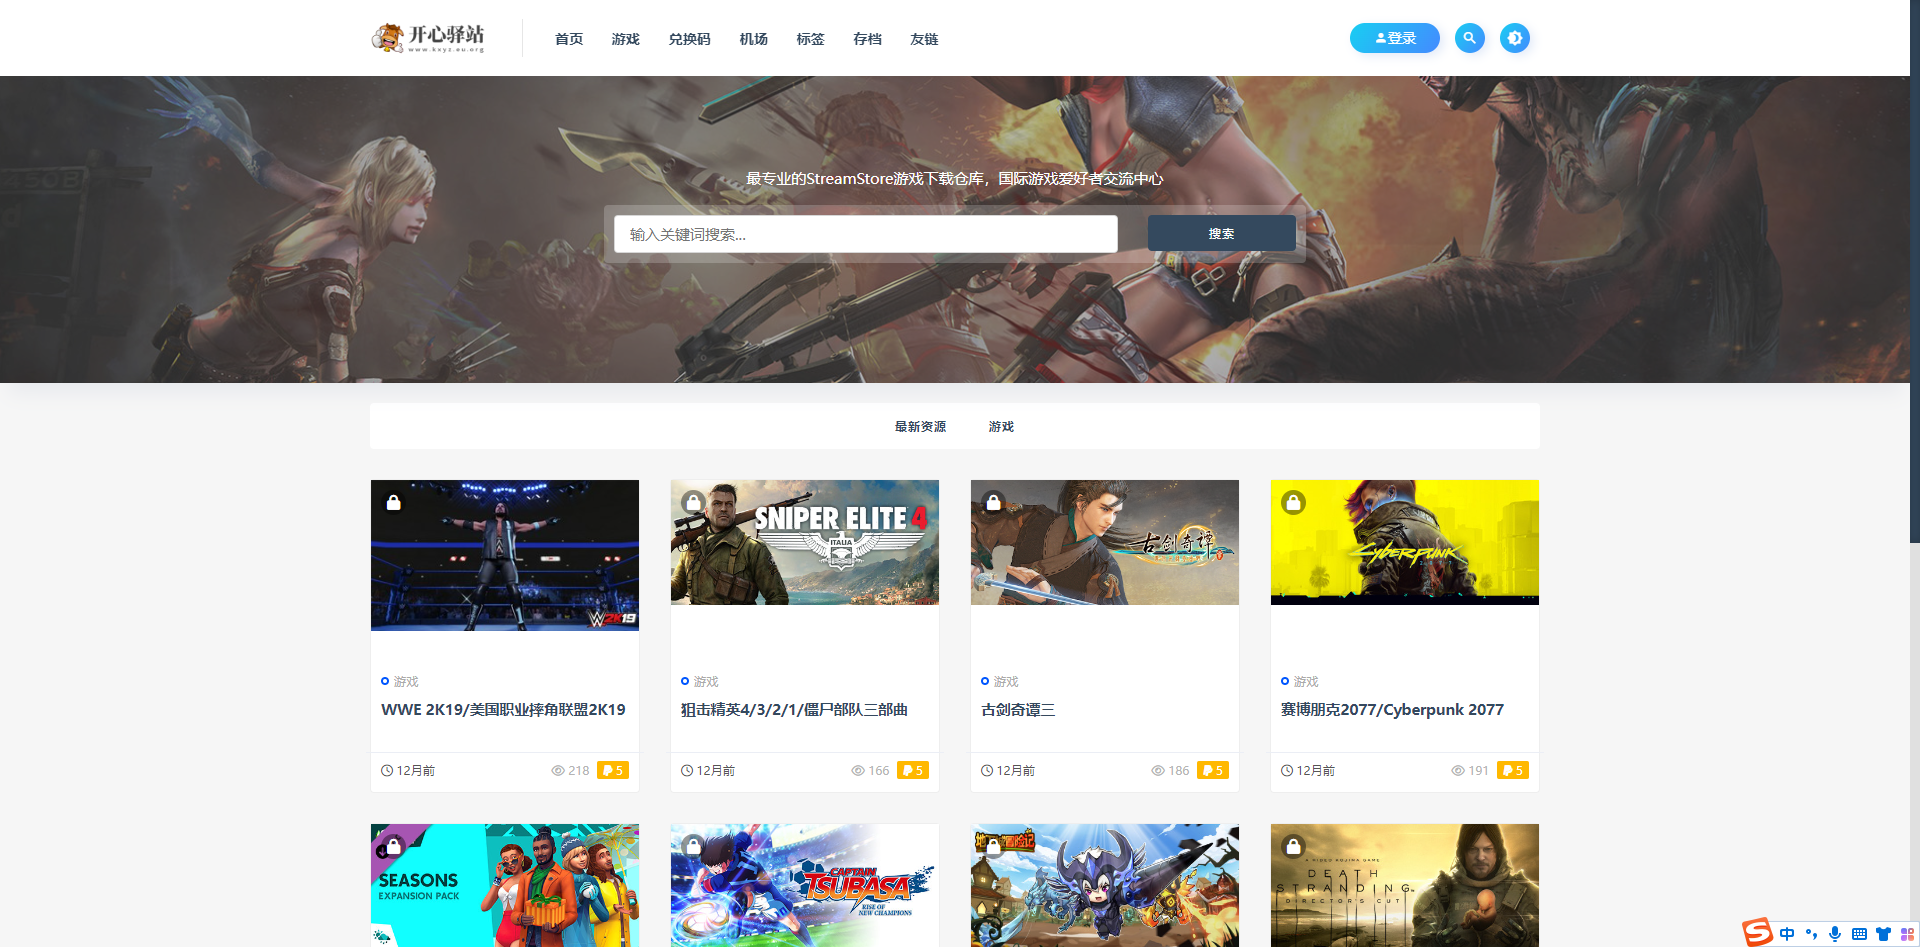 开心驿站
www.kxyz.eu.org
首页 游戏 兑换码 机场 标签 存档 友链
登录
最专业的StreamStore游戏下载仓库，国际游戏爱好者交流中心
输入关键词搜索...
搜索
最新资源 游戏
W2K19
SNIPER ELITE 4
ITALIA
古剑奇谭
Cyberpunk
游戏
WWE 2K19/美国职业摔角联盟2K19
12月前 218 5
游戏
狙击精英4/3/2/1/僵尸部队三部曲
12月前 166 5
游戏
古剑奇谭三
12月前 186 5
游戏
赛博朋克2077/Cyberpunk 2077
12月前 191 5
SEASONS
EXPANSION PACK
CAPTAIN
TSUBASA
RISE OF
NEW CHAMPIONS
A HIDEO KOJIMA GAME
DEATH
STRANDING
DIRECTOR'S CUT
中